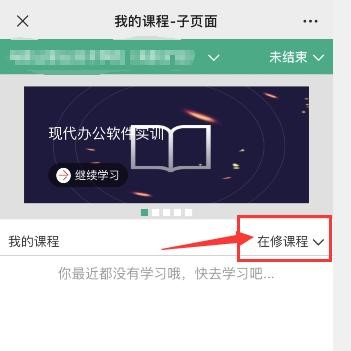 我的课程-子页面
未结束
现代办公软件实训
继续学习
我的课程
在修课程
你最近都没有学习哦，快去学习吧...